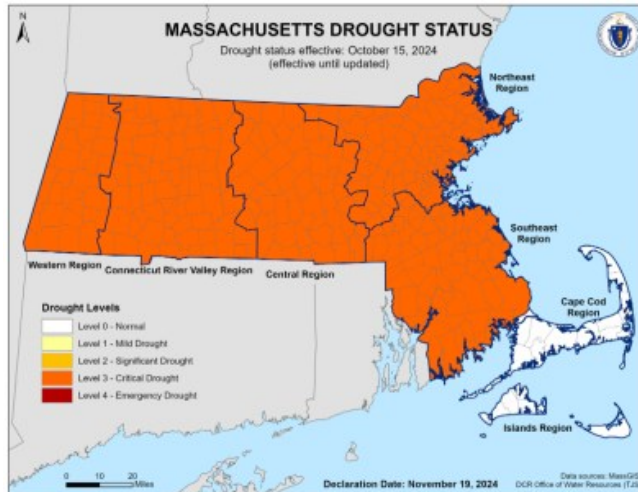 MASSACHUSETTS DROUGHT STATUS
Drought status effective: October 15, 2024
(effective until updated)
N
Northeast
Region
Southeast
Region
Western Region
Connecticut River Valley Region
Central Region
Cape Cod
Region
Drought Levels
Level 0 - Normal
Level 1 - Mild Drought
Level 2 - Significant Drought
Level 3 - Critical Drought
Level 4 - Emergency Drought
Islands Region
0 10 20
Miles
Declaration Date: November 19, 2024
Data sources: MassGIS
DCR Office of Water Resources (TJS